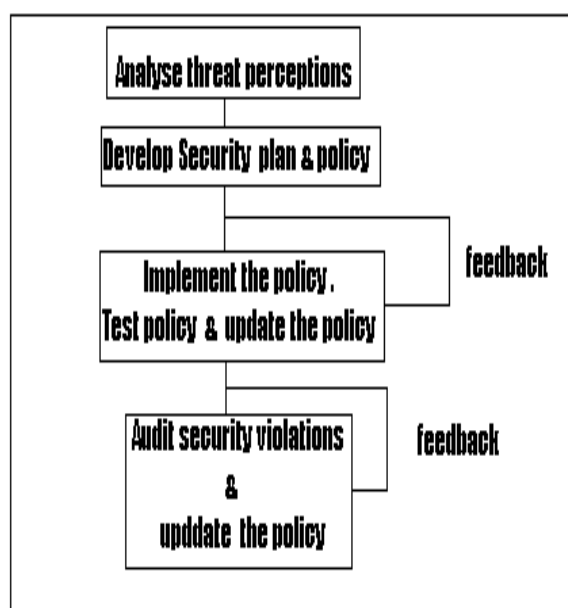 Analyse threat perceptions
Develop Security plan & policy
feedback
Implement the policy.
Test policy & update the policy
Audit security violations
feedback
&
upddate the policy